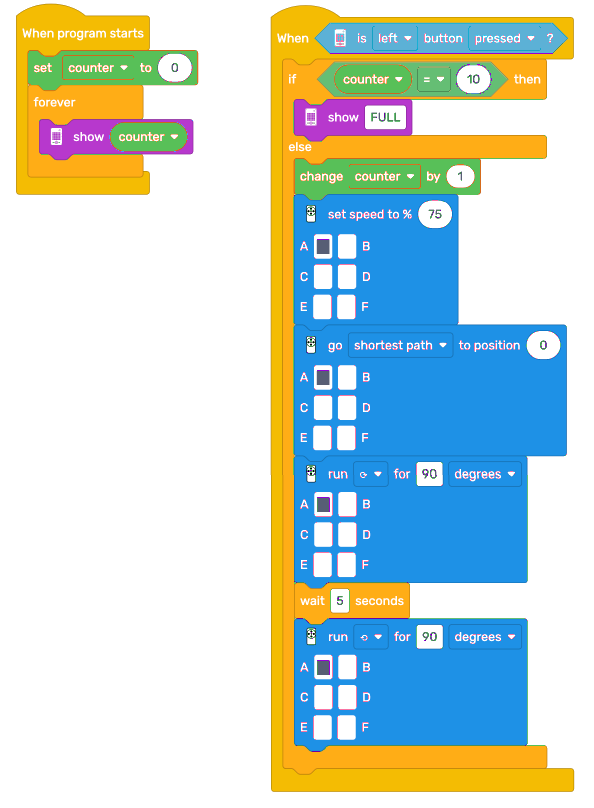 When program starts
set counter to 0
forever
show counter
When is left button pressed ?
if counter = 10 then
show FULL
else
change counter by 1
set speed to % 75
A B
C D
E F
go shortest path to position 0
A B
C D
E F
run for 90 degrees
A B
C D
E F
wait 5 seconds
run for 90 degrees
A B
C D
E F